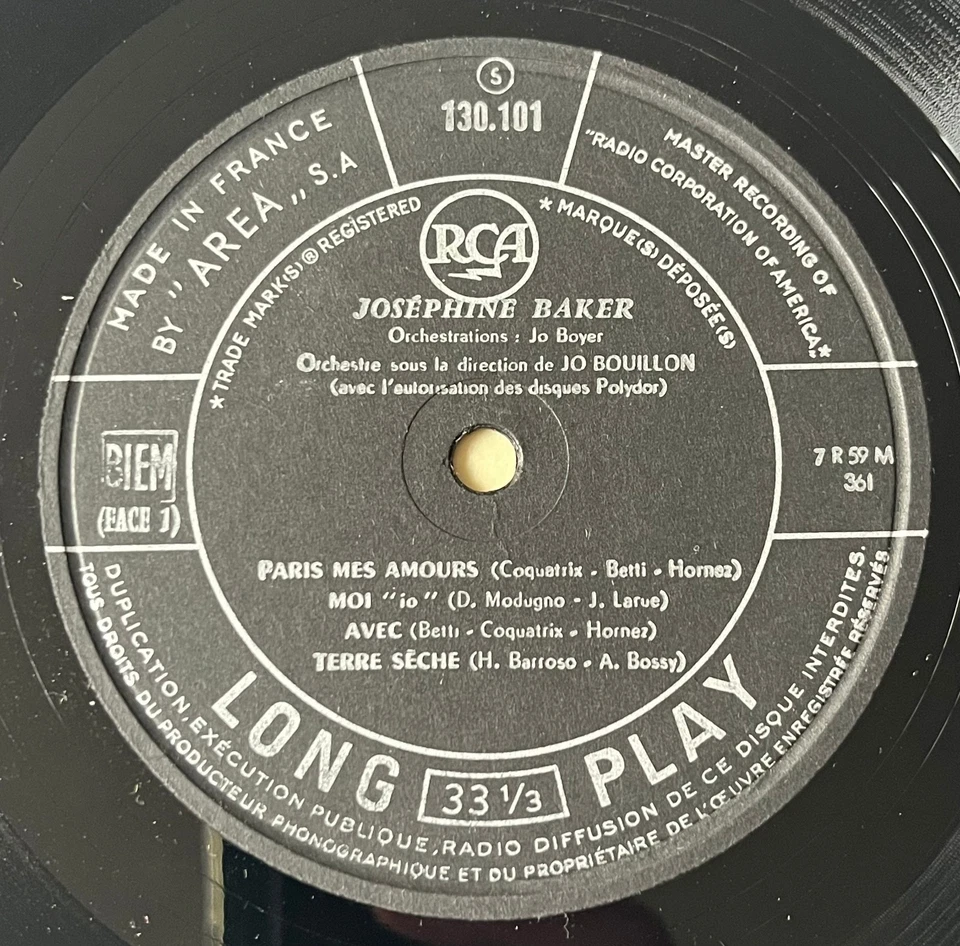 Ⓢ
130.101
MADE IN FRANCE
BY „AREA„ S.A
MASTER RECORDING OF
"RADIO CORPORATION OF AMERICA„*
*TRADE MARK(S)®REGISTERED
RCA
*MARQUE(S) DÉPOSÉE(S)
JOSÉPHINE BAKER
Orchestrations : Jo Boyer
Orchestre sous la direction de JO BOUILLON
(avec l'autorisation des disques Polydor)
BIEM
(FACE 1)
7 R 59 M
361
PARIS MES AMOURS (Coquatrix - Betti - Hornez)
MOI "io" (D. Modugno - J. Larue)
AVEC (Betti - Coquatrix - Hornez)
TERRE SÊCHE (H. Barroso - A. Bossy)
LONG 33 1/3 PLAY
DUPLICATION, EXÉCUTION PUBLIQUE, RADIO DIFFUSION DE CE DISQUE INTERDITES.
TOUS DROITS DU PRODUCTEUR PHONOGRAPHIQUE ET DU PROPRIÉTAIRE DE L'ŒUVRE ENREGISTRÉE RÉSERVÉS